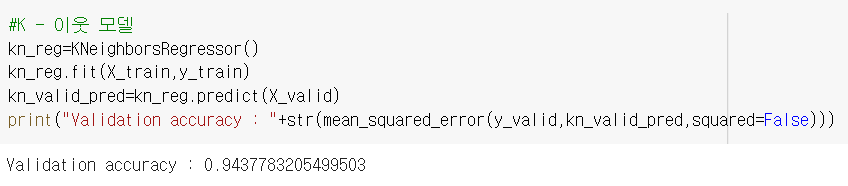 #K - 이웃 모델
kn_reg=KNeighborsRegressor()
kn_reg.fit(X_train,y_train)
kn_valid_pred=kn_reg.predict(X_valid)
print("Validation accuracy : "+str(mean_squared_error(y_valid,kn_valid_pred,squared=False)))
Validation accuracy : 0.9437783205499503